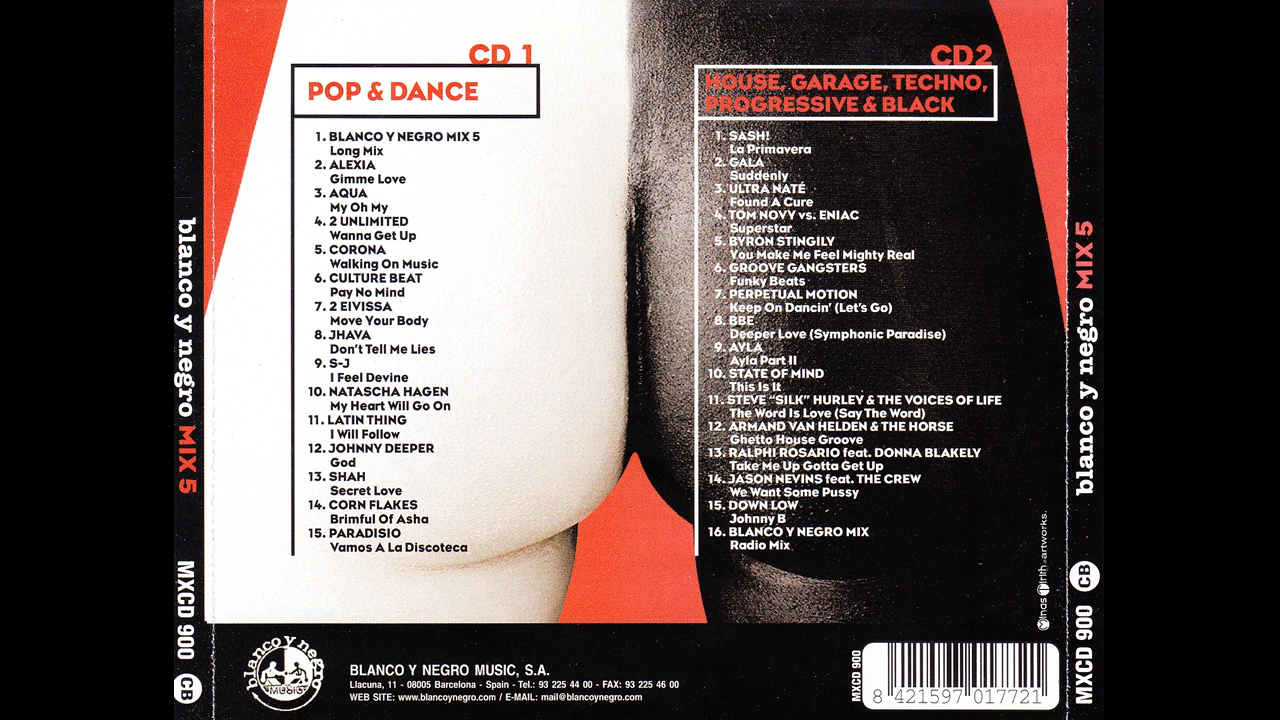 CD 1
POP & DANCE
1. BLANCO Y NEGRO MIX 5
Long Mix
2. ALEXIA
Gimme Love
3. AQUA
My Oh My
4. 2 UNLIMITED
Wanna Get Up
5. CORONA
Walking On Music
6. CULTURE BEAT
Pay No Mind
7. 2 EIVISSA
Move Your Body
8. JHAVA
Don't Tell Me Lies
9. S-J
I Feel Devine
10. NATASCHA HAGEN
My Heart Will Go On
11. LATIN THING
I Will Follow
12. JOHNNY DEEPER
God
13. SHAH
Secret Love
14. CORN FLAKES
Brimful Of Asha
15. PARADISIO
Vamos A La Discoteca
CD2
HOUSE, GARAGE, TECHNO,
PROGRESSIVE & BLACK
1. SASH!
La Primavera
2. GALA
Suddenly
3. ULTRA NATÉ
Found A Cure
4. TOM NOVY vs. ENIAC
Superstar
5. BYRON STINGILY
You Make Me Feel Mighty Real
6. GROOVE GANGSTERS
Funky Beats
7. PERPETUAL MOTION
Keep On Dancin' (Let's Go)
8. BBE
Deeper Love (Symphonic Paradise)
9. AYLA
Ayla Part II
10. STATE OF MIND
This Is It
11. STEVE "SILK" HURLEY & THE VOICES OF LIFE
The Word Is Love (Say The Word)
12. ARMAND VAN HELDEN & THE HORSE
Ghetto House Groove
13. RALPHI ROSARIO feat. DONNA BLAKELY
Take Me Up Gotta Get Up
14. JASON NEVINS feat. THE CREW
We Want Some Pussy
15. DOWN LOW
Johnny B
16. BLANCO Y NEGRO MIX
Radio Mix
blanco y negro MIX 5
MXCD 900 CB
blanco y negro MIX 5
MXCD 900 CB
artworks.
blanco y negro
MUSIC
BLANCO Y NEGRO MUSIC, S.A.
Llacuna, 11 - 08005 Barcelona - Spain - Tel.: 93 225 44 00 - FAX: 93 225 46 00
WEB SITE: www.blancoynegro.com / E-MAIL: mail@blancoynegro.com
MXCD 900
8 421597 017721